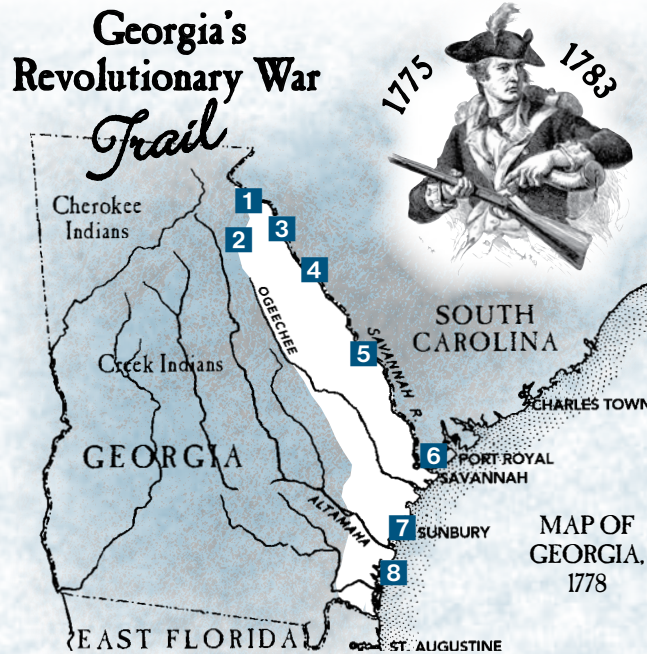 Georgia's
Revolutionary War
Trail
1775
1783
Cherokee
Indians
1
2
3
4
OGEECHEE
SAVANNAH R.
SOUTH
CAROLINA
5
Creek Indians
CHARLES TOWN
GEORGIA
6
PORT ROYAL
SAVANNAH
ALTAMAHA
7
SUNBURY
MAP OF
GEORGIA,
1778
8
EAST FLORIDA
ST. AUGUSTINE